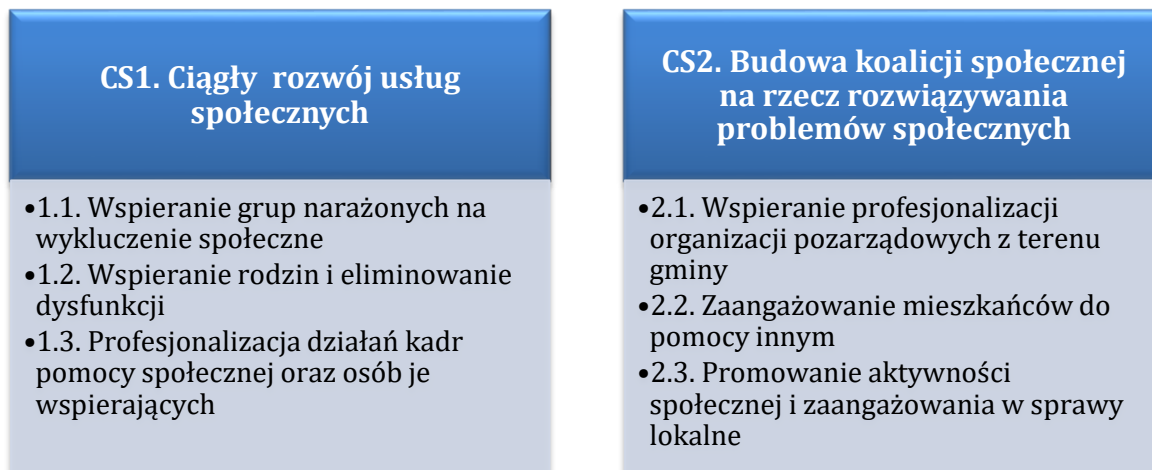 CS1. Ciągły  rozwój usług
społecznych
•1.1. Wspieranie grup narażonych na
wykluczenie społeczne
•1.2. Wspieranie rodzin i eliminowanie
dysfunkcji
•1.3. Profesjonalizacja działań kadr
pomocy społecznej oraz osób je
wspierających
CS2. Budowa koalicji społecznej
na rzecz rozwiązywania
problemów społecznych
•2.1. Wspieranie profesjonalizacji
organizacji pozarządowych z terenu
gminy
•2.2. Zaangażowanie mieszkańców do
pomocy innym
•2.3. Promowanie aktywności
społecznej i zaangażowania w sprawy
lokalne